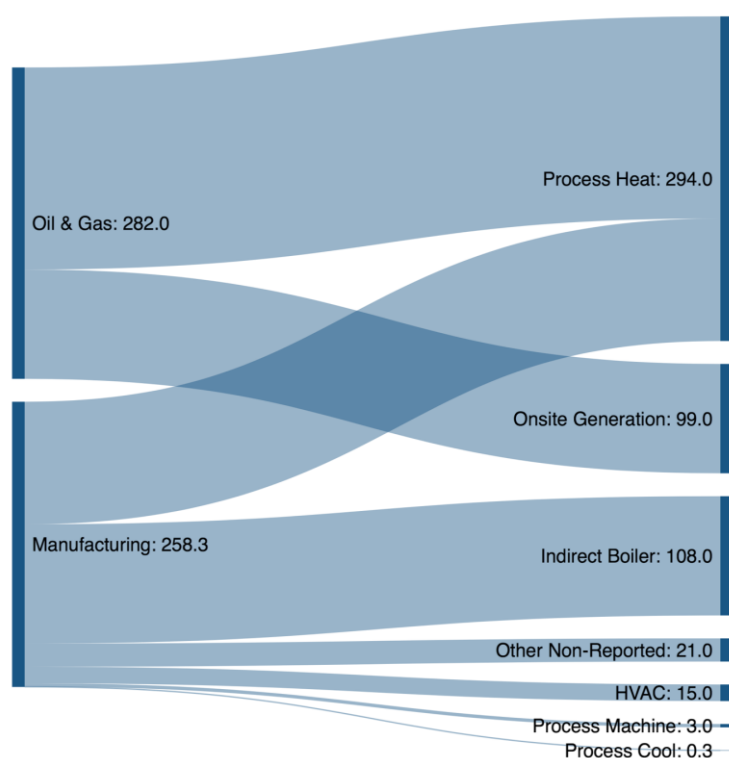 Process Heat: 294.0
Oil & Gas: 282.0
Onsite Generation: 99.0
Manufacturing: 258.3
Indirect Boiler: 108.0
Other Non-Reported: 21.0
HVAC: 15.0
Process Machine: 3.0
Process Cool: 0.3